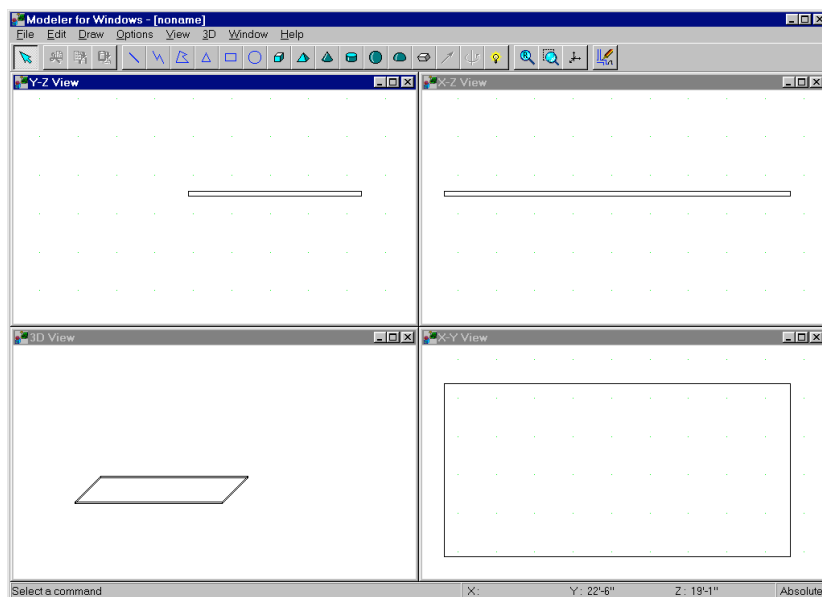 Modeler for Windows - [noname]
File Edit Draw Options View 3D Window Help
Y-Z View
X-Z View
3D View
X-Y View
Select a command X: Y: 22'-6" Z: 19'-1" Absolute